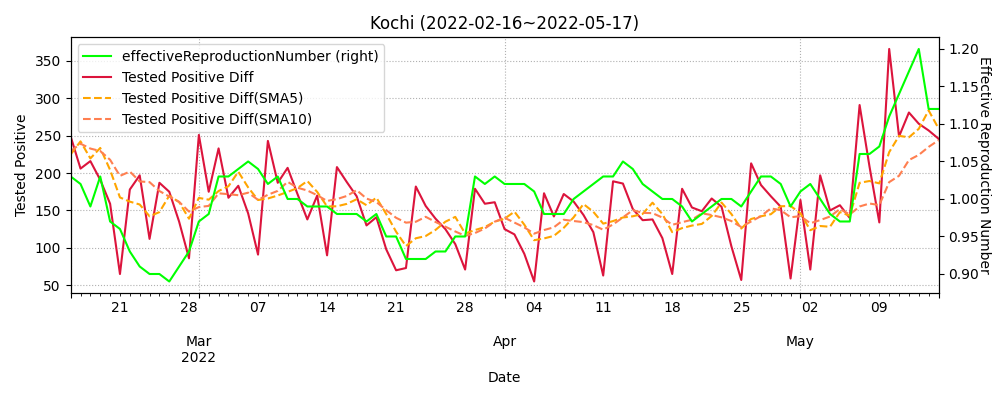 Kochi (2022-02-16~2022-05-17)
effectiveReproductionNumber (right)
Tested Positive Diff
Tested Positive Diff(SMA5)
Tested Positive Diff(SMA10)
Tested Positive
350
300
250
200
150
100
50
1.20
1.15
1.10
1.05
1.00
0.95
0.90
Effective Reproduction Number
21 28 07 14 21 28 04 11 18 25 02 09
Mar Apr May
2022
Date